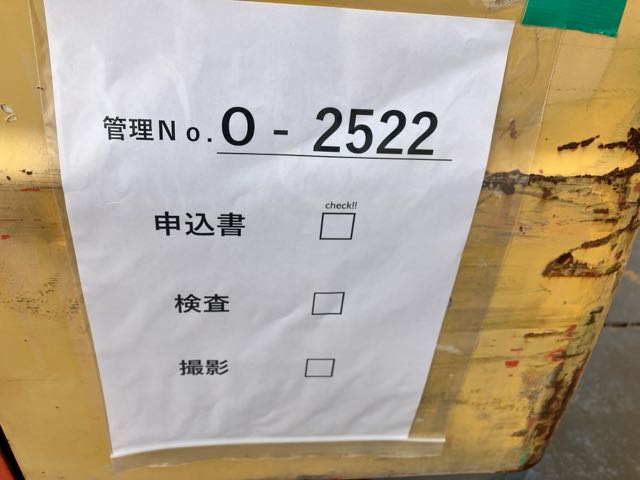 管理No.O-2522
check!!
申込書 □
検査 □
撮影 □